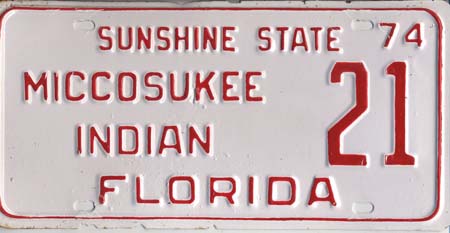 SUNSHINE STATE 74
MICCOSUKEE 21
INDIAN
FLORIDA